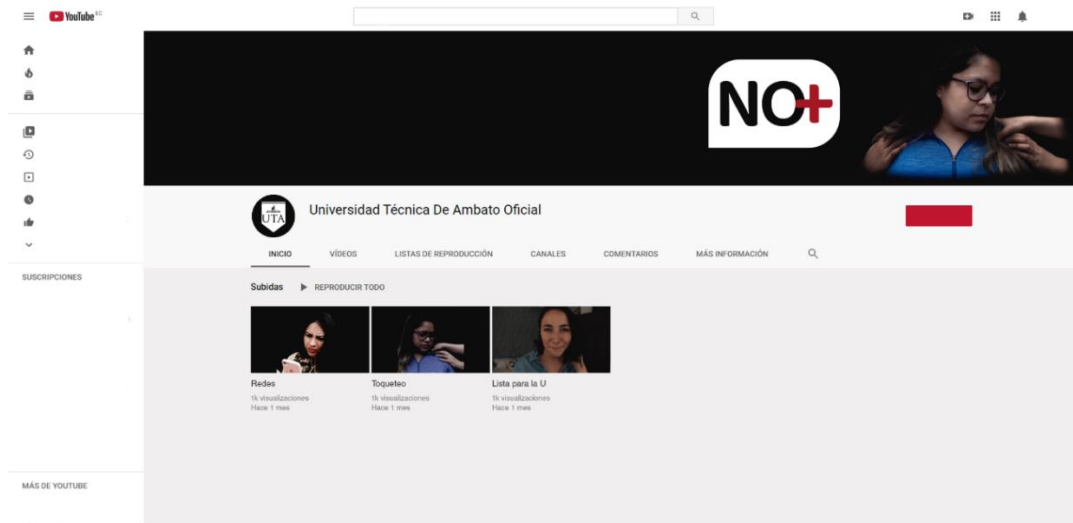 YouTube EC
NO+
UTA
Universidad Técnica De Ambato Oficial
INICIO VÍDEOS LISTAS DE REPRODUCCIÓN CANALES COMENTARIOS MÁS INFORMACIÓN
SUSCRIPCIONES
Subidas REPRODUCIR TODO
Redes Toqueteo Lista para la U
1k visualizaciones 1k visualizaciones 1k visualizaciones
Hace 1 mes Hace 1 mes Hace 1 mes
MÁS DE YOUTUBE